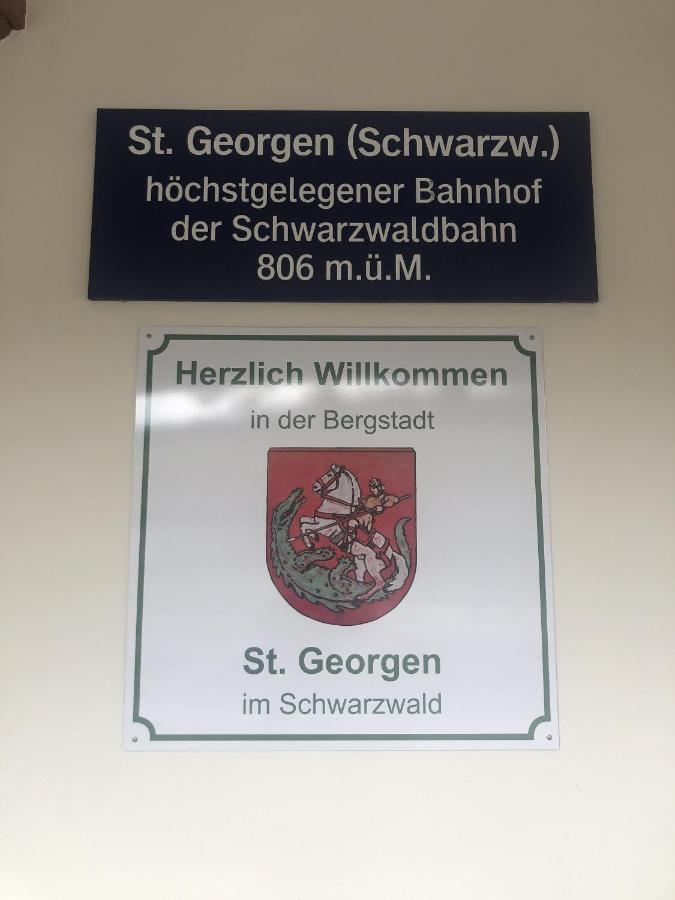 St. Georgen (Schwarzw.)
höchstgelegener Bahnhof
der Schwarzwaldbahn
806 m.ü.M.
Herzlich Willkommen
in der Bergstadt
St. Georgen
im Schwarzwald